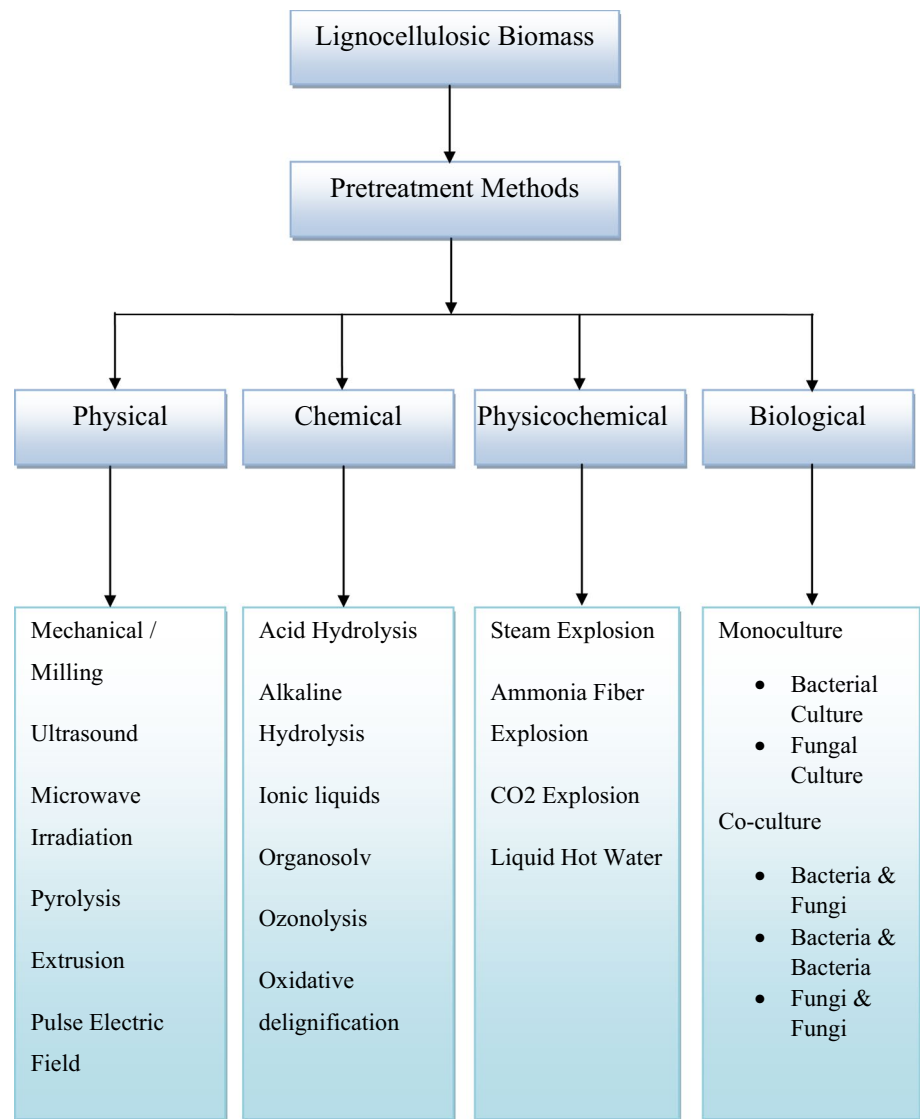 Lignocellulosic Biomass
Pretreatment Methods
Physical
Chemical
Physicochemical
Biological
Mechanical /
Milling
Ultrasound
Microwave
Irradiation
Pyrolysis
Extrusion
Pulse Electric
Field
Acid Hydrolysis
Alkaline
Hydrolysis
Ionic liquids
Organosolv
Ozonolysis
Oxidative
delignification
Steam Explosion
Ammonia Fiber
Explosion
CO2 Explosion
Liquid Hot Water
Monoculture
• Bacterial
Culture
• Fungal
Culture
Co-culture
• Bacteria &
Fungi
• Bacteria &
Bacteria
• Fungi &
Fungi